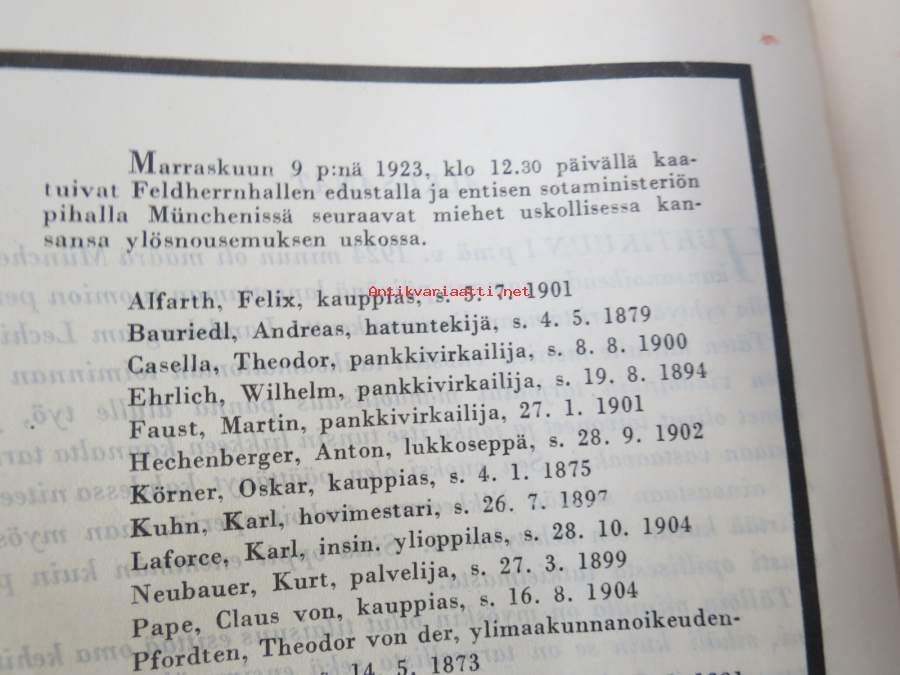 Marraskuun 9 p:nä 1923, klo 12.30 päivällä kaa-
tuivat Feldherrnhallen edustalla ja entisen sotaministeriön
pihalla Münchenissä seuraavat miehet uskollisessa kan-
sansa ylösnousemuksen uskossa.
Antikvariaatti.net
Alfarth, Felix, kauppias, s. 5. 7. 1901
Bauriedl, Andreas, hatuntekijä, s. 4. 5. 1879
Casella, Theodor, pankkivirkailija, s. 8. 8. 1900
Ehrlich, Wilhelm, pankkivirkailija, s. 19. 8. 1894
Faust, Martin, pankkivirkailija, 27. 1. 1901
Hechenberger, Anton, lukkoseppä, s. 28. 9. 1902
Körner, Oskar, kauppias, s. 4. 1. 1875
Kuhn, Karl, hovimestari, s. 26. 7. 1897
Laforce, Karl, insin. ylioppilas, s. 28. 10. 1904
Neubauer, Kurt, palvelija, s. 27. 3. 1899
Pape, Claus von, kauppias, s. 16. 8. 1904
Pfordten, Theodor von der, ylimaakunnanoikeuden-
s. 14. 5. 1873